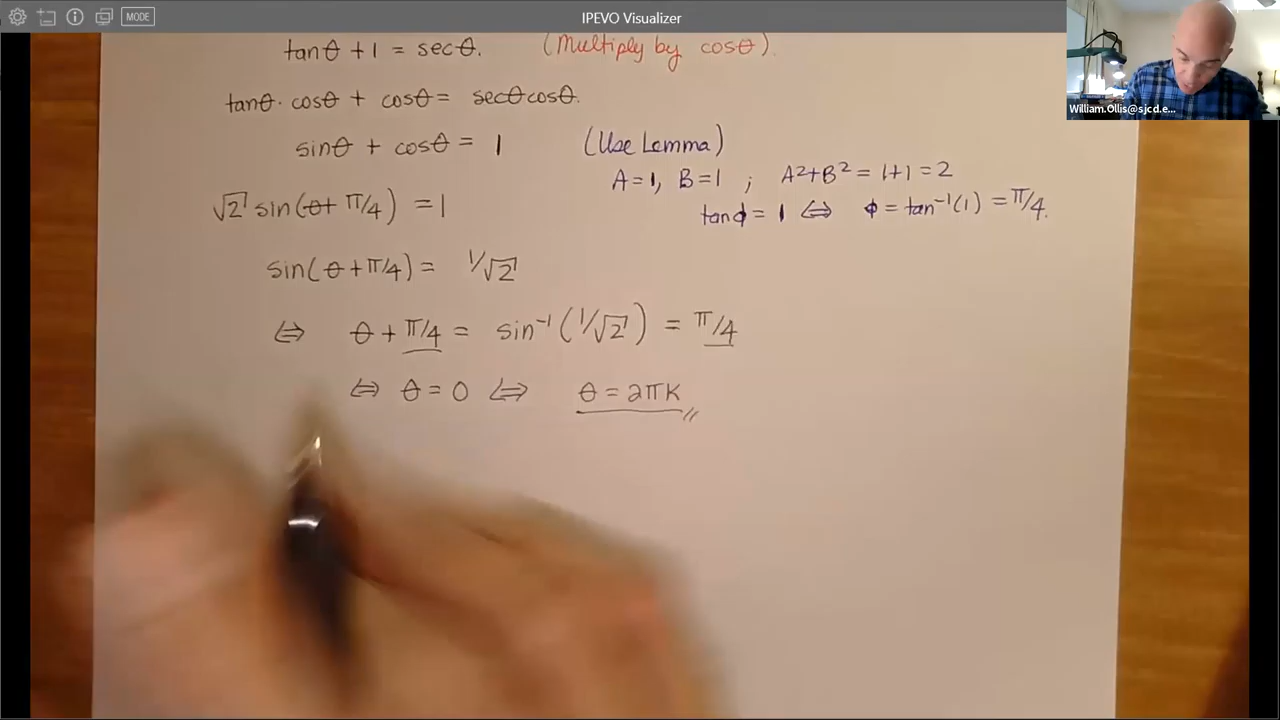 MODE
IPEVO Visualizer
William.Ollis@sjcd.e...
tanθ + 1 = secθ. (Multiply by cosθ).
tanθ · cosθ + cosθ = secθcosθ.
sinθ + cosθ = 1 (Use Lemma)
A=1, B=1 ; A²+B² = 1+1 = 2
√2 sin(θ + π/4) = 1
tanϕ = 1 ⇔ ϕ = tan⁻¹(1) = π/4.
sin(θ + π/4) = 1/√2
⇔ θ + π/4 = sin⁻¹(1/√2) = π/4
⇔ θ = 0 ⇔ θ = 2πK